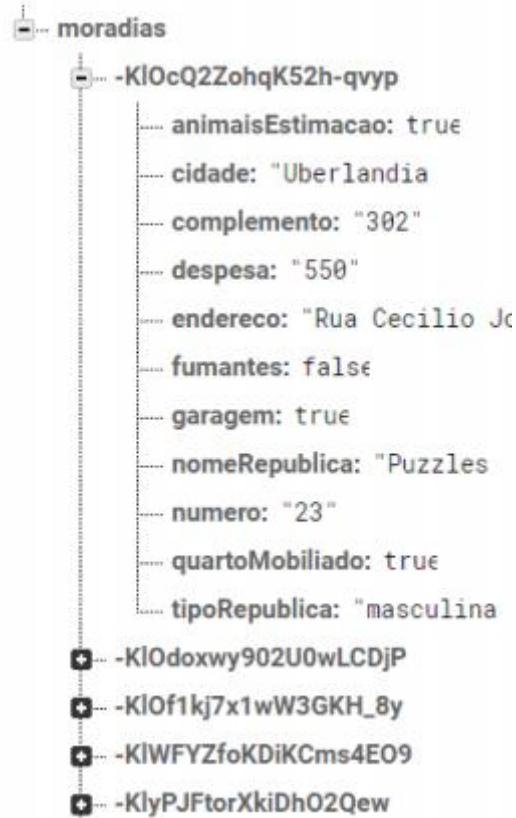 moradias
-KlOcQ2ZohqK52h-qvyp
animaisEstimacao: true
cidade: "Uberlandia
complemento: "302"
despesa: "550"
endereco: "Rua Cecilio Jo
fumantes: false
garagem: true
nomeRepublica: "Puzzles
numero: "23"
quartoMobiliado: true
tipoRepublica: "masculina
-KlOdoxwy902U0wLCDjP
-KlOf1kj7x1wW3GKH_8y
-KlWFYZfoKDiKCms4EO9
-KlyPJFtorXkiDhO2Qew